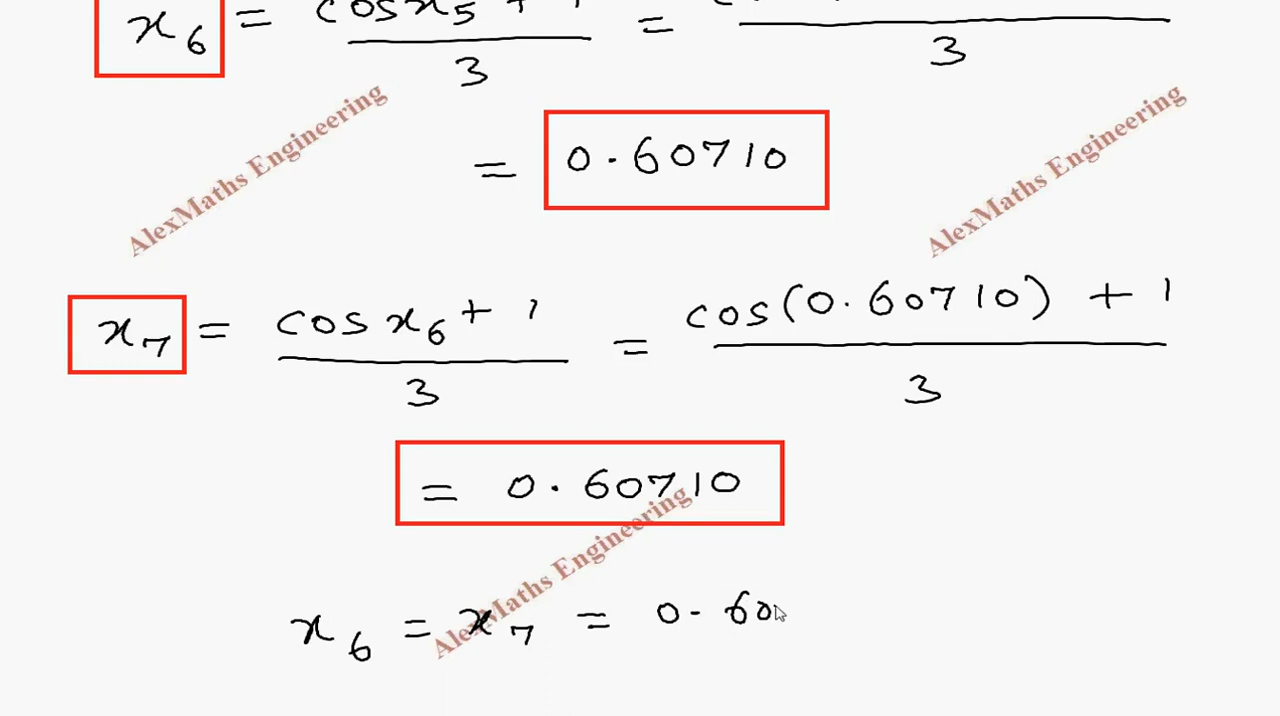 x₆ = cos x₅ + 1 =
3 3
= 0.60710
AlexMaths Engineering AlexMaths Engineering
x₇ = cos x₆ + 1 = cos(0.60710) + 1
3 3
= 0.60710
AlexMaths Engineering
x₆ = x₇ = 0.60